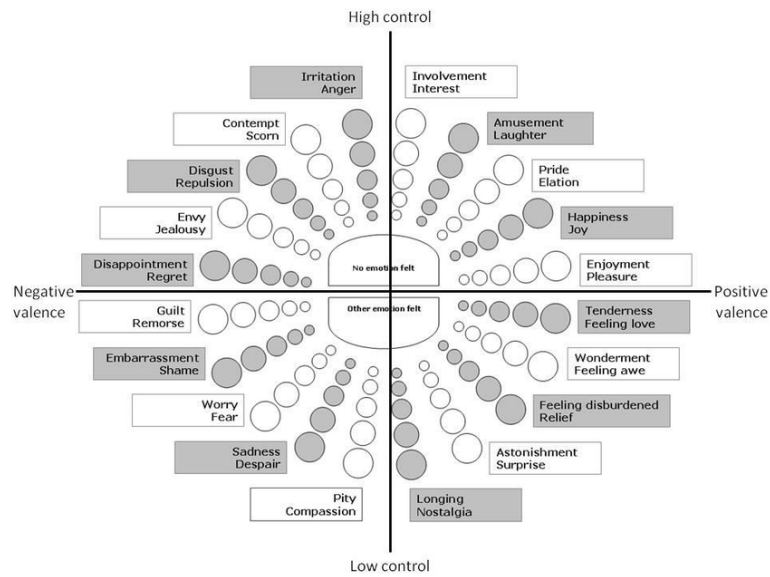 High control
Irritation
Anger
Involvement
Interest
Contempt
Scorn
Amusement
Laughter
Disgust
Repulsion
Pride
Elation
Envy
Jealousy
Happiness
Joy
Disappointment
Regret
No emotion felt
Enjoyment
Pleasure
Negative
valence
Positive
valence
Guilt
Remorse
Other emotion felt
Tenderness
Feeling love
Embarrassment
Shame
Wonderment
Feeling awe
Worry
Fear
Feeling disburdened
Relief
Sadness
Despair
Astonishment
Surprise
Pity
Compassion
Longing
Nostalgia
Low control